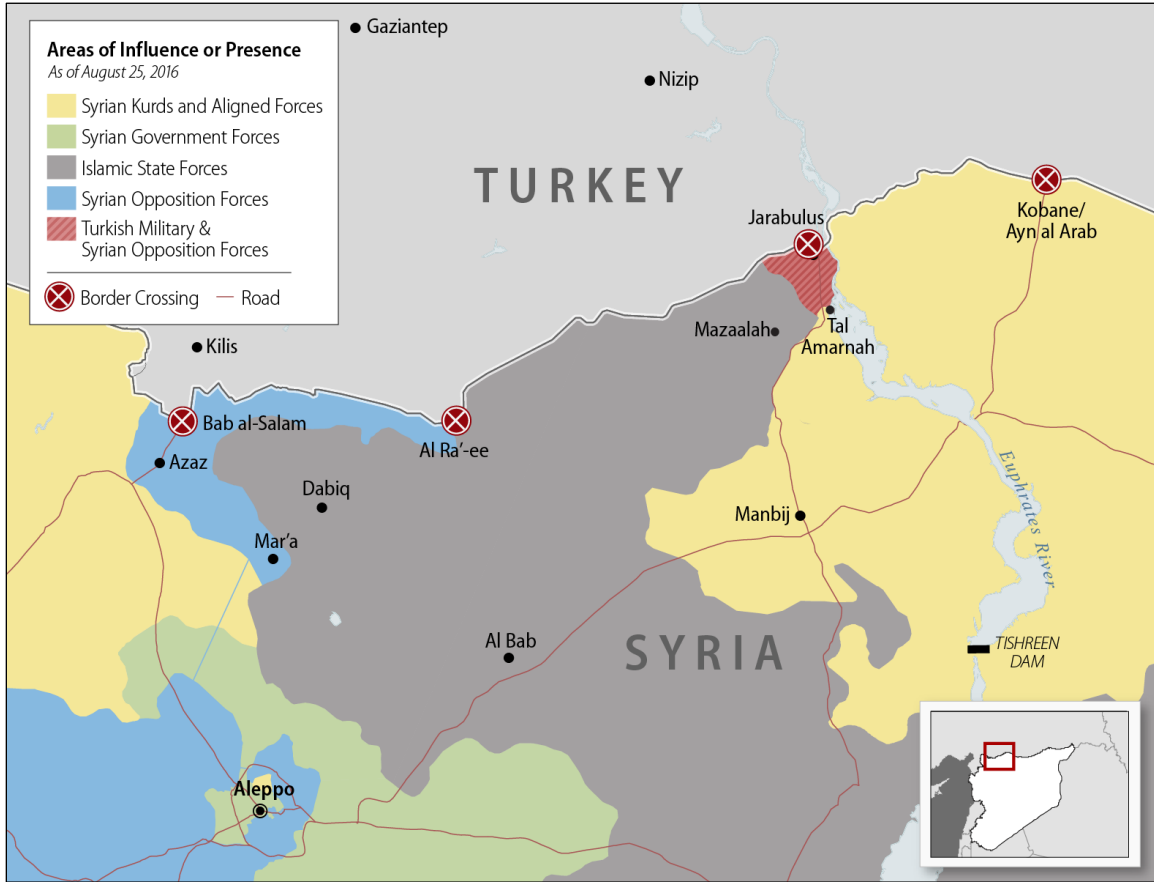 Areas of Influence or Presence
As of August 25, 2016
Syrian Kurds and Aligned Forces
Syrian Government Forces
Islamic State Forces
Syrian Opposition Forces
Turkish Military &
Syrian Opposition Forces
Border Crossing
Road
Gaziantep
Nizip
TURKEY
Jarabulus
Kobane/
Ayn al Arab
Kilis
Mazaalah
Tal
Amarnah
Bab al-Salam
Al Ra'-ee
Azaz
Dabiq
Manbij
Euphrates River
Mar'a
Al Bab
SYRIA
TISHREEN
DAM
Aleppo